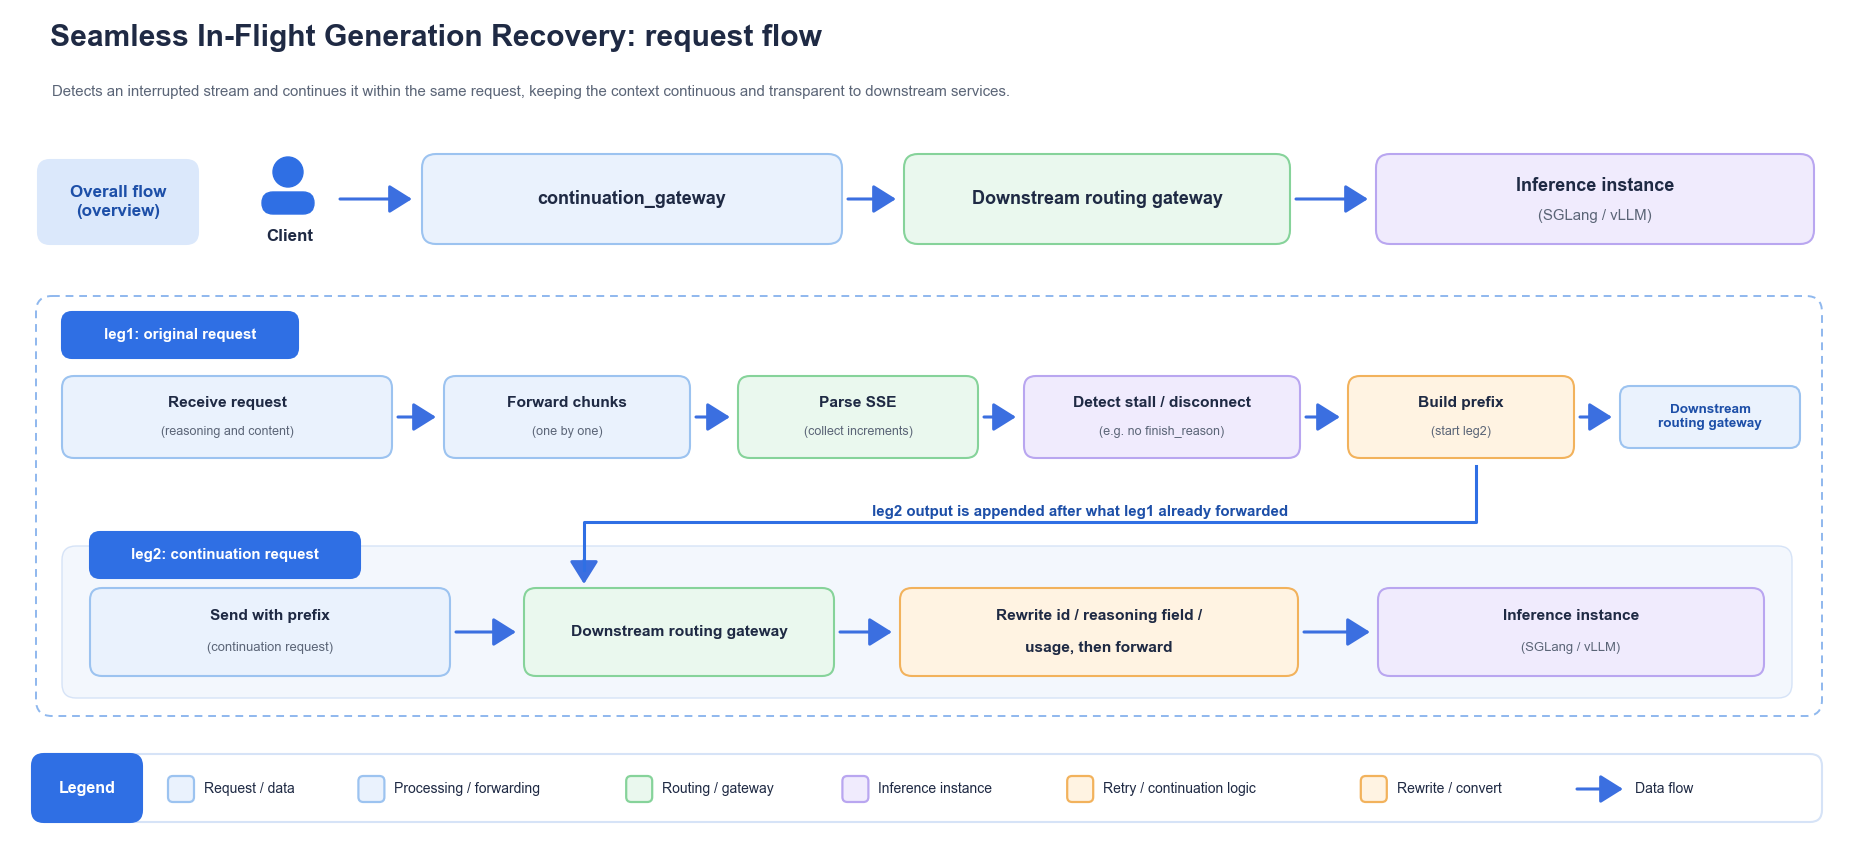 Seamless In-Flight Generation Recovery: request flow
Detects an interrupted stream and continues it within the same request, keeping the context continuous and transparent to downstream services.
Overall flow
(overview)
Client
continuation_gateway
Downstream routing gateway
Inference instance
(SGLang / vLLM)
leg1: original request
Receive request
(reasoning and content)
Forward chunks
(one by one)
Parse SSE
(collect increments)
Detect stall / disconnect
(e.g. no finish_reason)
Build prefix
(start leg2)
Downstream
routing gateway
leg2 output is appended after what leg1 already forwarded
leg2: continuation request
Send with prefix
(continuation request)
Downstream routing gateway
Rewrite id / reasoning field /
usage, then forward
Inference instance
(SGLang / vLLM)
Legend
Request / data
Processing / forwarding
Routing / gateway
Inference instance
Retry / continuation logic
Rewrite / convert
Data flow